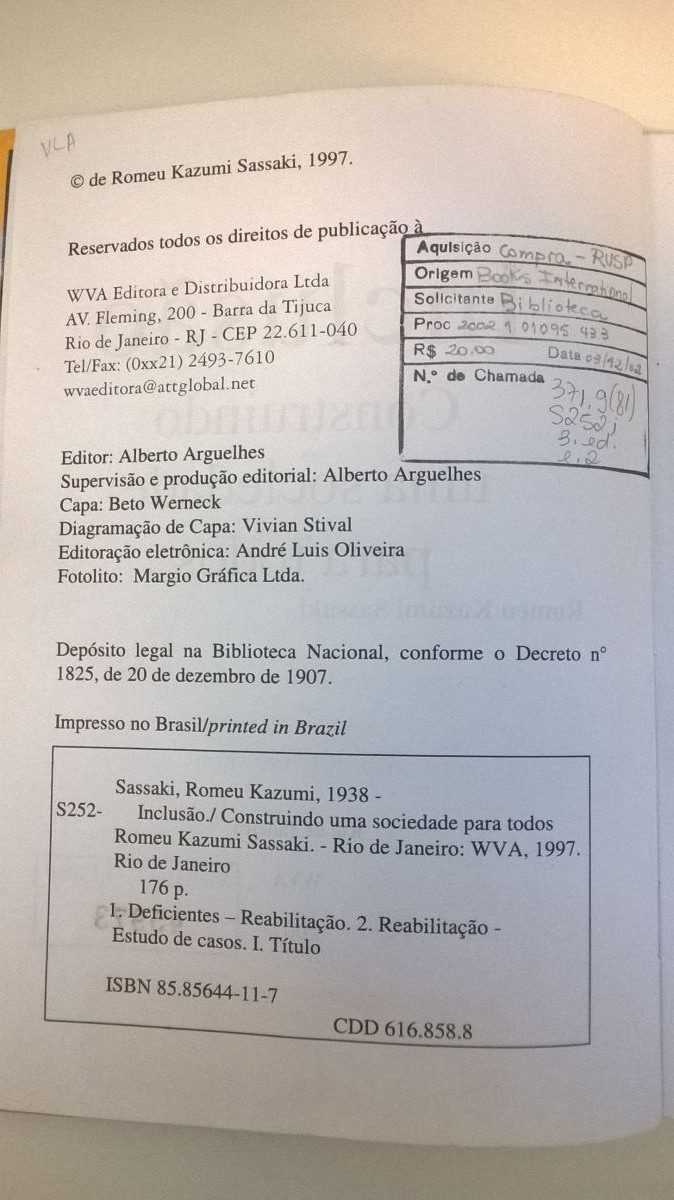 VLA
© de Romeu Kazumi Sassaki, 1997.
Reservados todos os direitos de publicação à
WVA Editora e Distribuidora Ltda
AV. Fleming, 200 - Barra da Tijuca
Rio de Janeiro - RJ - CEP 22.611-040
Tel/Fax: (0xx21) 2493-7610
wvaeditora@attglobal.net
Aquisição Compra - RUSP
Origem Books International
Solicitante Biblioteca
Proc 2002.1.01095.43.3
R$ 20.00 Data 03/12/02
N.º de Chamada 371.9(81)
S252i
3. ed.
e.2
Editor: Alberto Arguelhes
Supervisão e produção editorial: Alberto Arguelhes
Capa: Beto Werneck
Diagramação de Capa: Vivian Stival
Editoração eletrônica: André Luis Oliveira
Fotolito: Margio Gráfica Ltda.
Depósito legal na Biblioteca Nacional, conforme o Decreto nº
1825, de 20 de dezembro de 1907.
Impresso no Brasil/printed in Brazil
Sassaki, Romeu Kazumi, 1938 -
S252- Inclusão./ Construindo uma sociedade para todos
Romeu Kazumi Sassaki. - Rio de Janeiro: WVA, 1997.
Rio de Janeiro
176 p.
1. Deficientes – Reabilitação. 2. Reabilitação -
Estudo de casos. I. Título
ISBN 85.85644-11-7
CDD 616.858.8